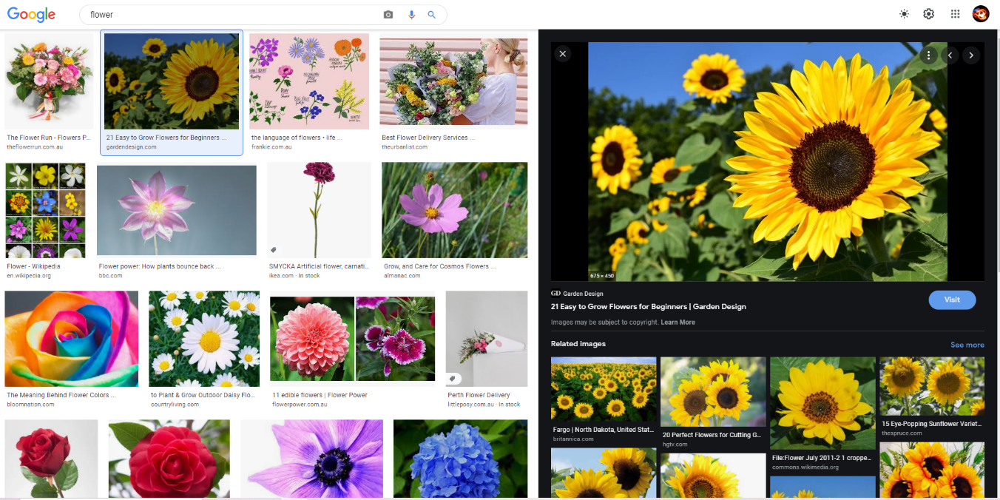 Google
flower
The Flower Run - Flowers P...
theflowerrun.com.au
21 Easy to Grow Flowers for Beginners ...
gardendesign.com
the language of flowers • life ...
frankie.com.au
Best Flower Delivery Services ...
theurbanlist.com
Flower - Wikipedia
en.wikipedia.org
Flower power: How plants bounce back ...
bbc.com
SMYCKA Artificial flower, carnati...
ikea.com · In stock
Grow, and Care for Cosmos Flowers ...
almanac.com
The Meaning Behind Flower Colors ...
bloomnation.com
to Plant & Grow Outdoor Daisy Flo...
countryliving.com
11 edible flowers | Flower Power
flowerpower.com.au
Perth Flower Delivery
littleposy.com.au · In stock
675 × 450
GD Garden Design
21 Easy to Grow Flowers for Beginners | Garden Design
Visit
Images may be subject to copyright. Learn More
Related images
See more
Fargo | North Dakota, United Stat...
britannica.com
20 Perfect Flowers for Cutting G...
hgtv.com
File:Flower July 2011-2 1 croppe...
commons.wikimedia.org
15 Eye-Popping Sunflower Variet...
thespruce.com